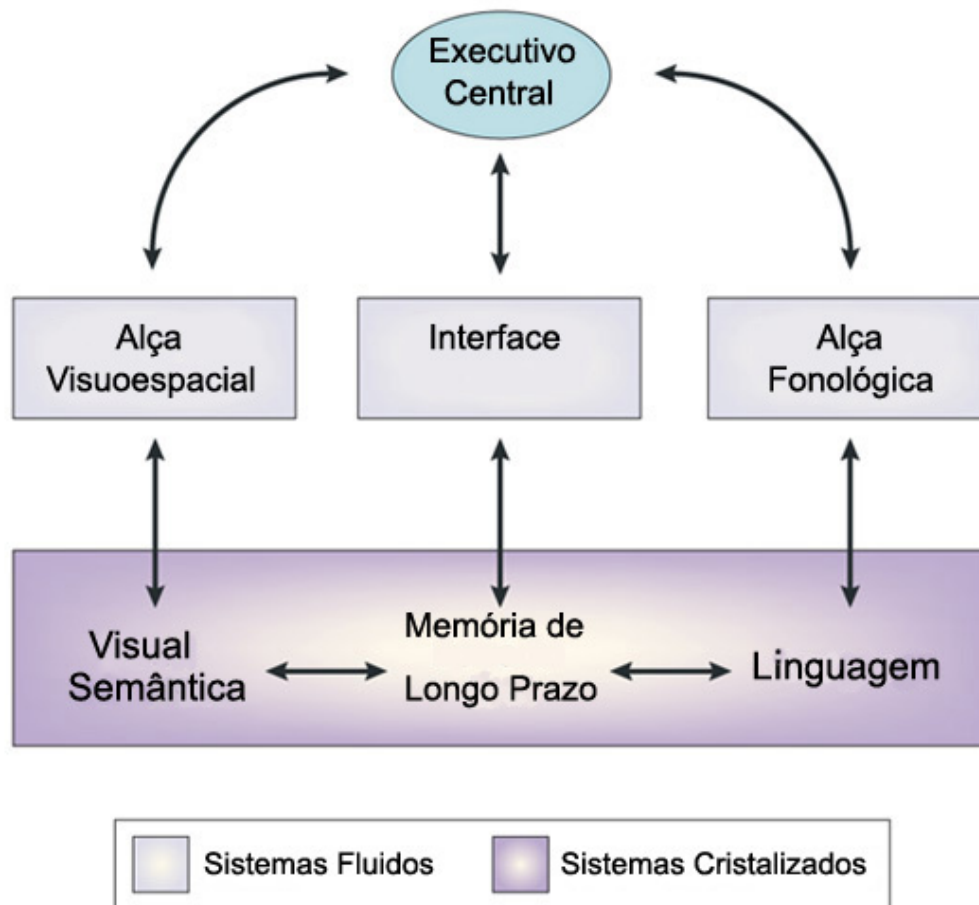 Executivo
Central
Alça
Visuoespacial
Interface
Alça
Fonológica
Visual
Semântica
Memória de
Longo Prazo
Linguagem
Sistemas Fluidos
Sistemas Cristalizados